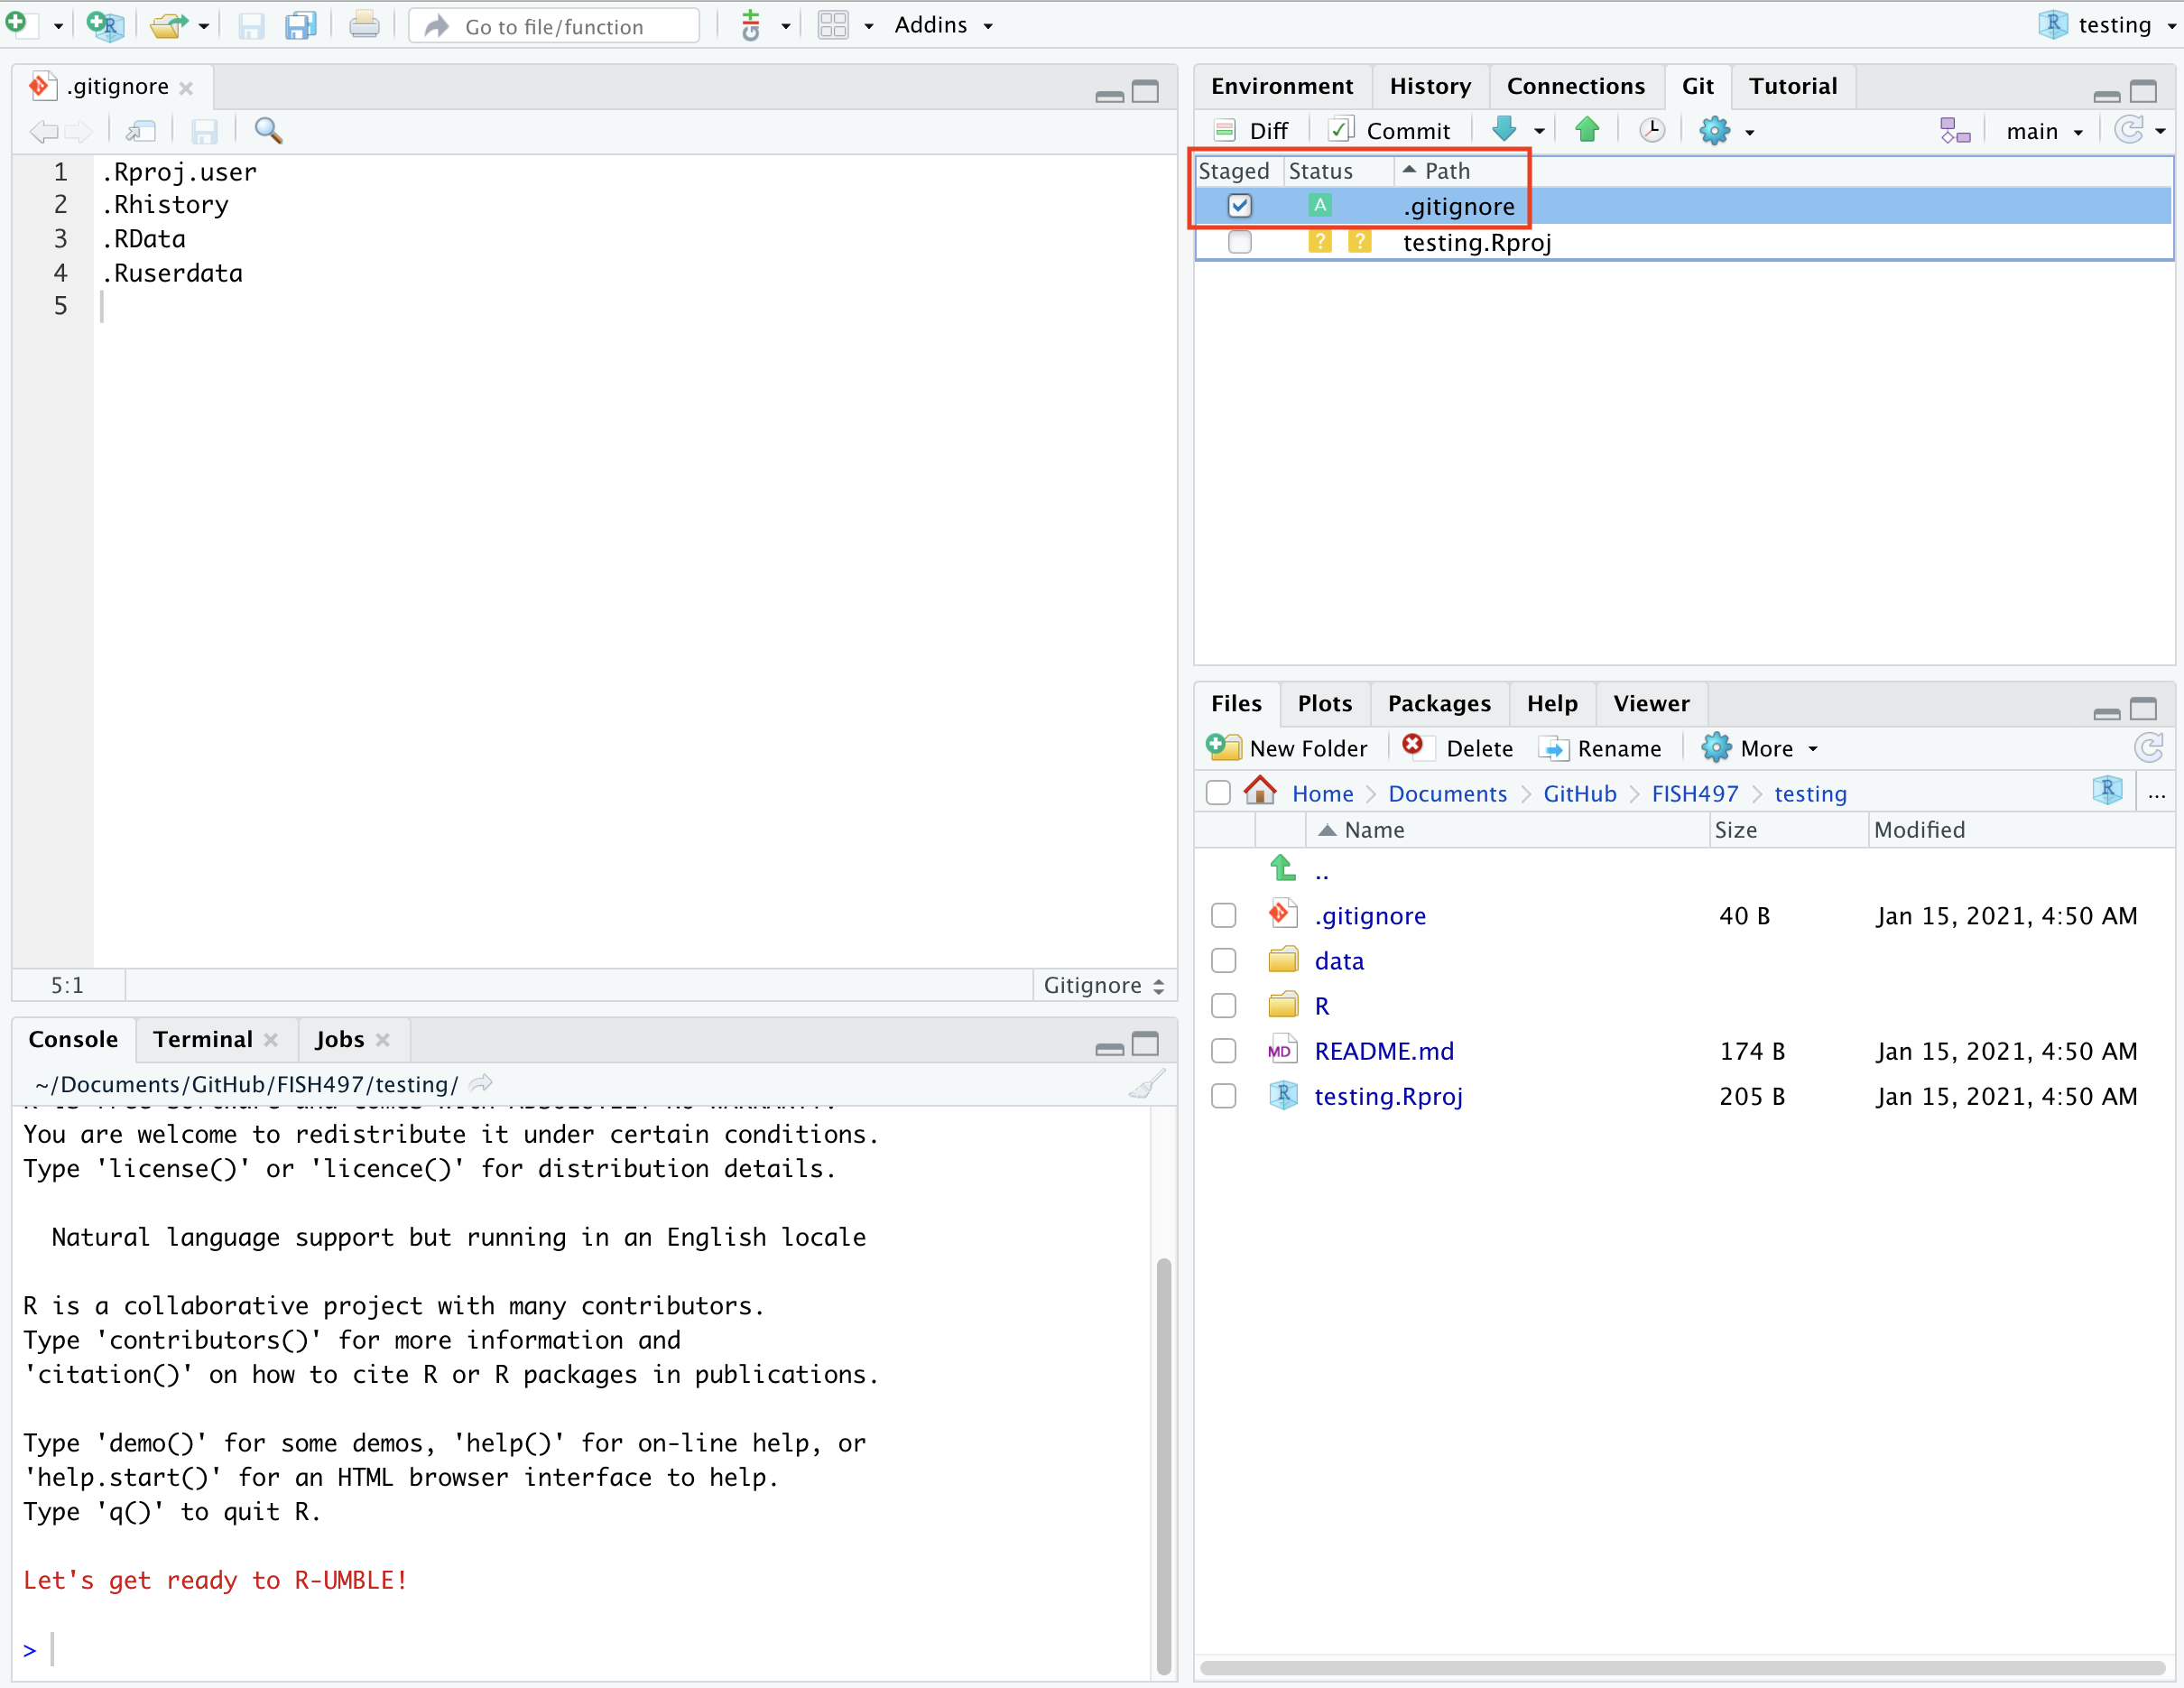 Go to file/function Addins testing
.gitignore
1 .Rproj.user
2 .Rhistory
3 .RData
4 .Ruserdata
5
5:1 Gitignore
Environment History Connections Git Tutorial
Diff Commit main
Staged Status Path
A .gitignore
? ? testing.Rproj
Console Terminal Jobs
~/Documents/GitHub/FISH497/testing/
You are welcome to redistribute it under certain conditions.
Type 'license()' or 'licence()' for distribution details.
Natural language support but running in an English locale
R is a collaborative project with many contributors.
Type 'contributors()' for more information and
'citation()' on how to cite R or R packages in publications.
Type 'demo()' for some demos, 'help()' for on-line help, or
'help.start()' for an HTML browser interface to help.
Type 'q()' to quit R.
Let's get ready to R-UMBLE!
>
Files Plots Packages Help Viewer
New Folder Delete Rename More
Home Documents GitHub FISH497 testing ...
Name Size Modified
..
.gitignore 40 B Jan 15, 2021, 4:50 AM
data
R
README.md 174 B Jan 15, 2021, 4:50 AM
testing.Rproj 205 B Jan 15, 2021, 4:50 AM